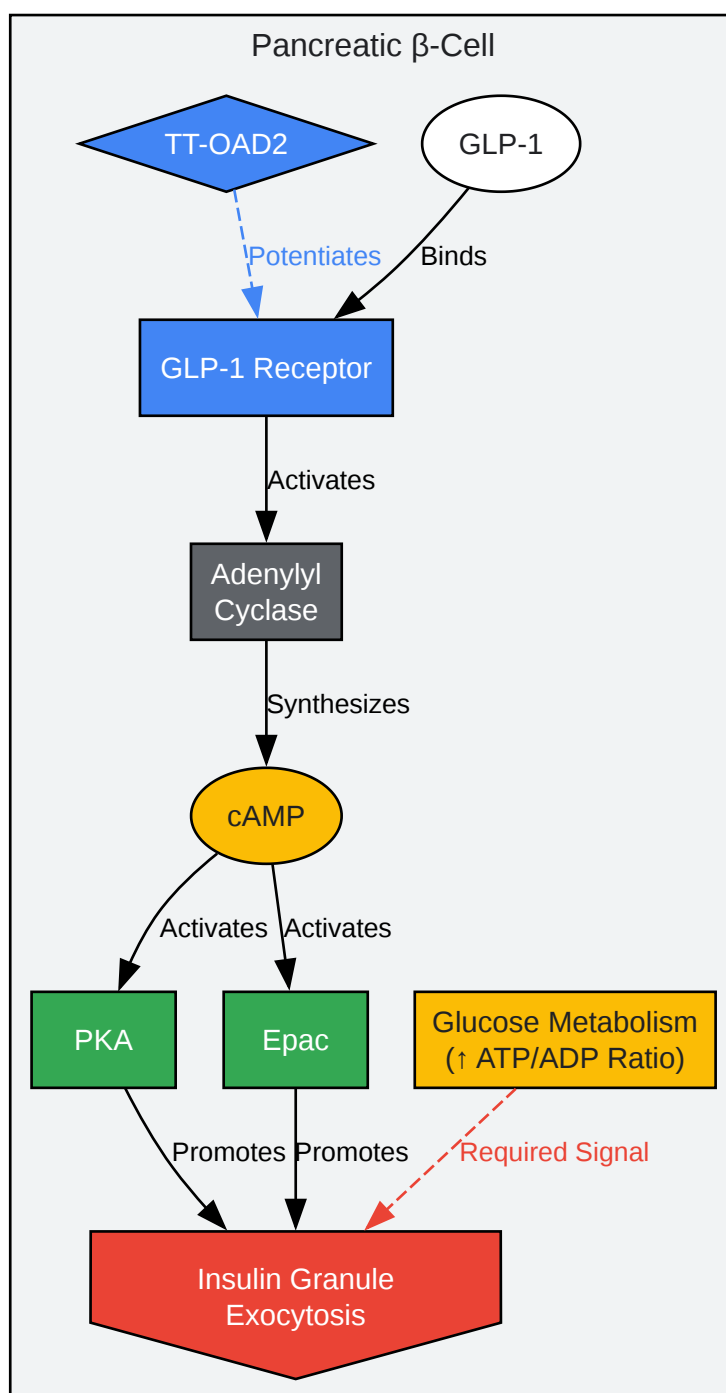 Pancreatic β-Cell
TT-OAD2
GLP-1
Potentiates
Binds
GLP-1 Receptor
Activates
Adenylyl
Cyclase
Synthesizes
cAMP
Activates
Activates
PKA
Epac
Glucose Metabolism
(↑ ATP/ADP Ratio)
Promotes
Promotes
Required Signal
Insulin Granule
Exocytosis